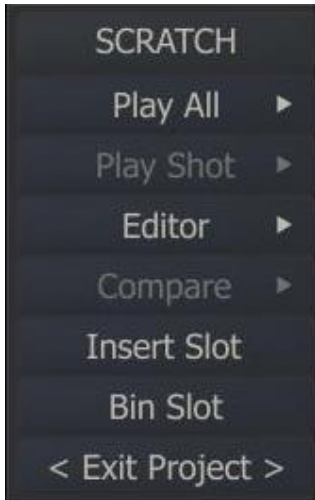 SCRATCH
Play All
Play Shot
Editor
Compare
Insert Slot
Bin Slot
< Exit Project >